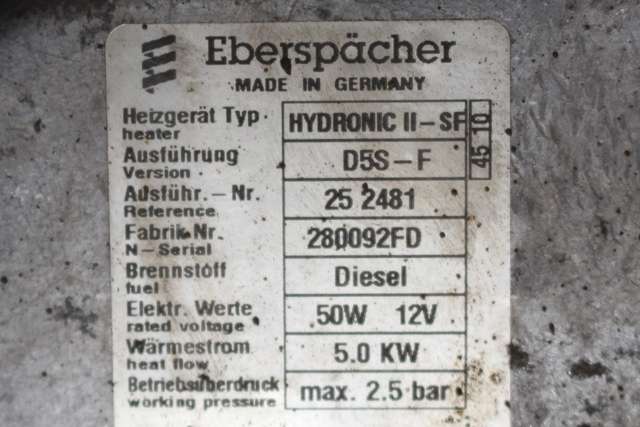 Eberspächer
MADE IN GERMANY
Heizgerät Typ HYDRONIC II-SF 45 10
heater
Ausführung D5S-F
Version
Ausführ.-Nr. 25 2481
Reference
Fabrik Nr. 280092FD
N-Serial
Brennstoff Diesel
fuel
Elektr. Werte 50W 12V
rated voltage
Wärmestrom 5.0 KW
heat flow
Betriebsüberdruck max. 2.5 bar
working pressure